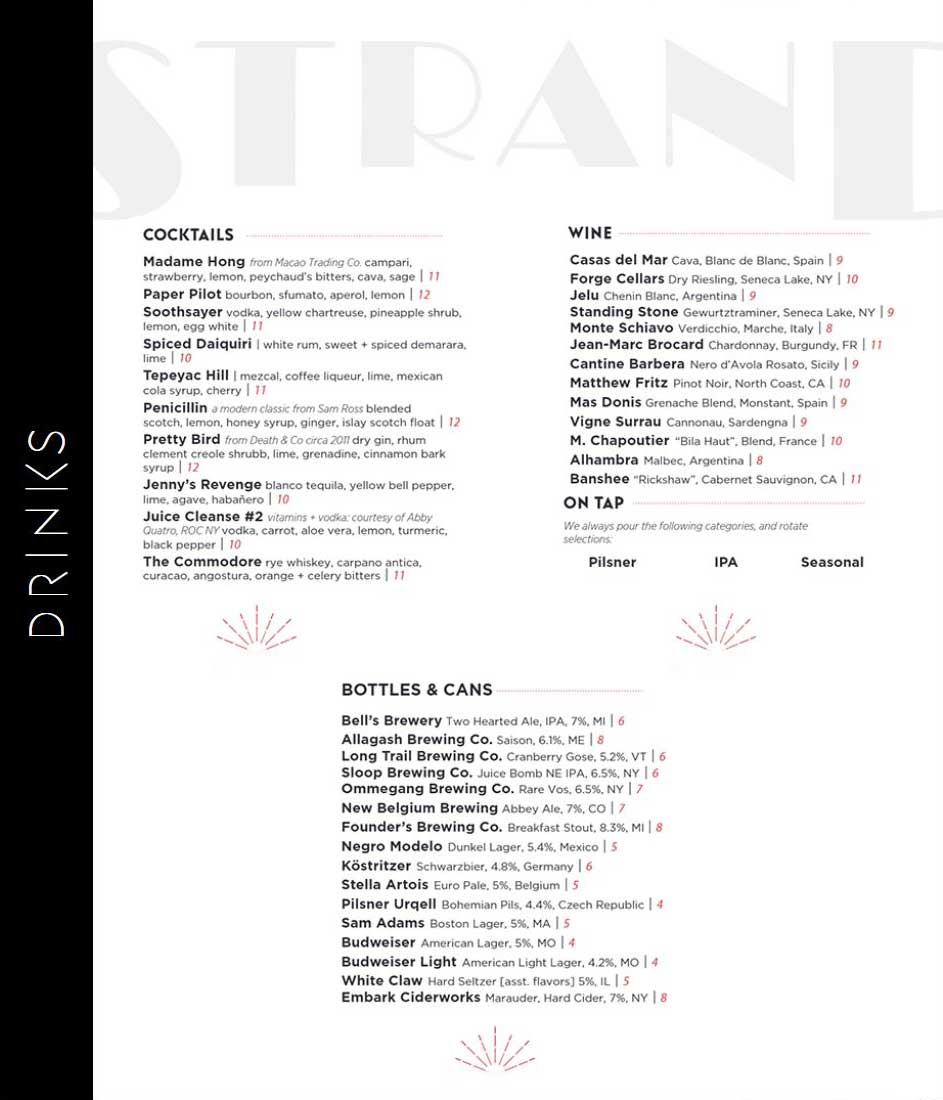 STRAND
DRINKS
COCKTAILS
Madame Hong from Macao Trading Co. campari,
strawberry, lemon, peychaud's bitters, cava, sage | 11
Paper Pilot bourbon, sfumato, aperol, lemon | 12
Soothsayer vodka, yellow chartreuse, pineapple shrub,
lemon, egg white | 11
Spiced Daiquiri | white rum, sweet + spiced demarara,
lime | 10
Tepeyac Hill | mezcal, coffee liqueur, lime, mexican
cola syrup, cherry | 11
Penicillin a modern classic from Sam Ross blended
scotch, lemon, honey syrup, ginger, islay scotch float | 12
Pretty Bird from Death & Co circa 2011 dry gin, rhum
clement creole shrubb, lime, grenadine, cinnamon bark
syrup | 12
Jenny's Revenge blanco tequila, yellow bell pepper,
lime, agave, habañero | 10
Juice Cleanse #2 vitamins + vodka: courtesy of Abby
Quatro, ROC NY vodka, carrot, aloe vera, lemon, turmeric,
black pepper | 10
The Commodore rye whiskey, carpano antica,
curacao, angostura, orange + celery bitters | 11
WINE
Casas del Mar Cava, Blanc de Blanc, Spain | 9
Forge Cellars Dry Riesling, Seneca Lake, NY | 10
Jelu Chenin Blanc, Argentina | 9
Standing Stone Gewurtztraminer, Seneca Lake, NY | 9
Monte Schiavo Verdicchio, Marche, Italy | 8
Jean-Marc Brocard Chardonnay, Burgundy, FR | 11
Cantine Barbera Nero d'Avola Rosato, Sicily | 9
Matthew Fritz Pinot Noir, North Coast, CA | 10
Mas Donis Grenache Blend, Monstant, Spain | 9
Vigne Surrau Cannonau, Sardengna | 9
M. Chapoutier "Bila Haut", Blend, France | 10
Alhambra Malbec, Argentina | 8
Banshee "Rickshaw", Cabernet Sauvignon, CA | 11
ON TAP
We always pour the following categories, and rotate
selections:
Pilsner IPA Seasonal
BOTTLES & CANS
Bell's Brewery Two Hearted Ale, IPA, 7%, MI | 6
Allagash Brewing Co. Saison, 6.1%, ME | 8
Long Trail Brewing Co. Cranberry Gose, 5.2%, VT | 6
Sloop Brewing Co. Juice Bomb NE IPA, 6.5%, NY | 6
Ommegang Brewing Co. Rare Vos, 6.5%, NY | 7
New Belgium Brewing Abbey Ale, 7%, CO | 7
Founder's Brewing Co. Breakfast Stout, 8.3%, MI | 8
Negro Modelo Dunkel Lager, 5.4%, Mexico | 5
Köstritzer Schwarzbier, 4.8%, Germany | 6
Stella Artois Euro Pale, 5%, Belgium | 5
Pilsner Urqell Bohemian Pils, 4.4%, Czech Republic | 4
Sam Adams Boston Lager, 5%, MA | 5
Budweiser American Lager, 5%, MO | 4
Budweiser Light American Light Lager, 4.2%, MO | 4
White Claw Hard Seltzer [asst. flavors] 5%, IL | 5
Embark Ciderworks Marauder, Hard Cider, 7%, NY | 8